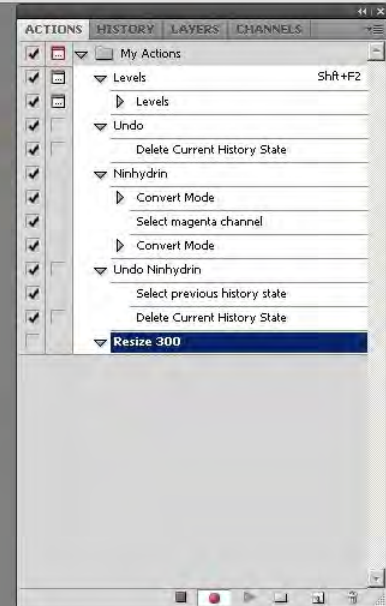 ACTIONS HISTORY LAYERS CHANNELS
My Actions
Levels Shft+F2
Levels
Undo
Delete Current History State
Ninhydrin
Convert Mode
Select magenta channel
Convert Mode
Undo Ninhydrin
Select previous history state
Delete Current History State
Resize 300